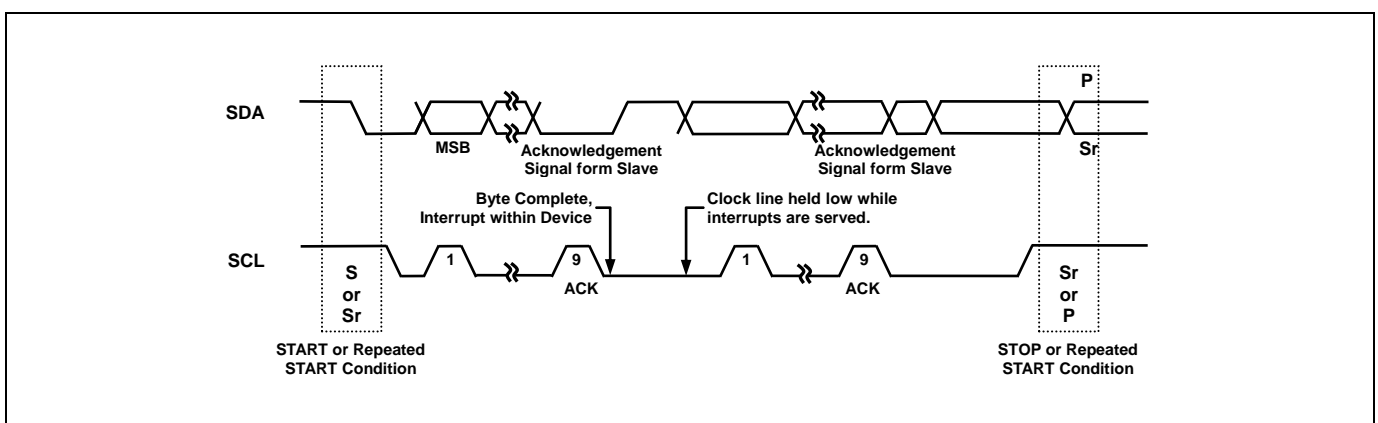 P
SDA
MSB
Acknowledgement
Signal form Slave
Acknowledgement
Signal form Slave
Sr
Byte Complete,
Interrupt within Device
Clock line held low while
interrupts are served.
SCL
1
9
1
9
S
or
Sr
ACK
ACK
Sr
or
P
START or Repeated
START Condition
STOP or Repeated
START Condition